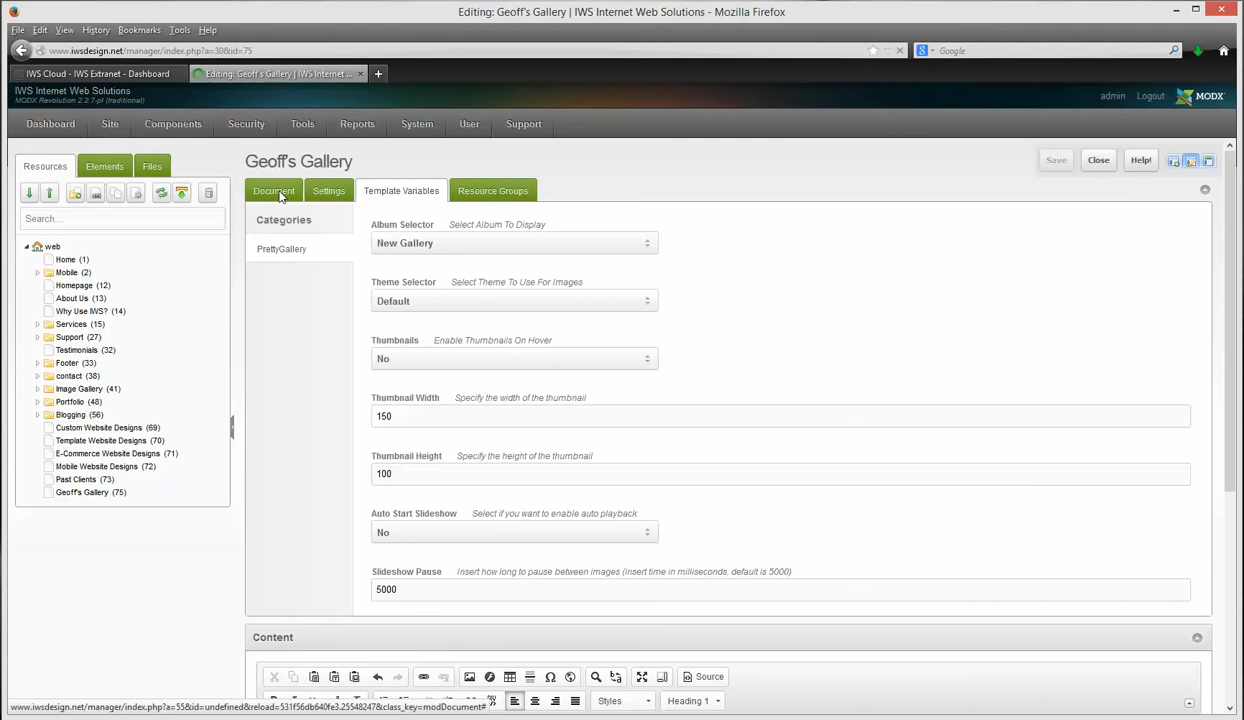 Editing: Geoff's Gallery | IWS Internet Web Solutions - Mozilla Firefox
File Edit View History Bookmarks Tools Help
www.iwsdesign.net/manager/index.php?a=30&id=75
Google
IWS Cloud - IWS Extranet - Dashboard
Editing: Geoff's Gallery | IWS Internet ...
IWS Internet Web Solutions
MODX Revolution 2.2.7-pl (traditional)
admin Logout MODX
Dashboard Site Components Security Tools Reports System User Support
Resources Elements Files
Geoff's Gallery
Save Close Help!
Document Settings Template Variables Resource Groups
Search...
web
Home (1)
Mobile (2)
Homepage (12)
About Us (13)
Why Use IWS? (14)
Services (15)
Support (27)
Testimonials (32)
Footer (33)
contact (38)
Image Gallery (41)
Portfolio (48)
Blogging (56)
Custom Website Designs (69)
Template Website Designs (70)
E-Commerce Website Designs (71)
Mobile Website Designs (72)
Past Clients (73)
Geoff's Gallery (75)
Categories
PrettyGallery
Album Selector Select Album To Display
New Gallery
Theme Selector Select Theme To Use For Images
Default
Thumbnails Enable Thumbnails On Hover
No
Thumbnail Width Specify the width of the thumbnail
150
Thumbnail Height Specify the height of the thumbnail
100
Auto Start Slideshow Select if you want to enable auto playback
No
Slideshow Pause Insert how long to pause between images (insert time in milliseconds, default is 5000)
5000
Content
Source
Styles Heading 1
www.iwsdesign.net/manager/index.php?a=55&id=undefined&reload=531f56db640fe3.25548247&class_key=modDocument#